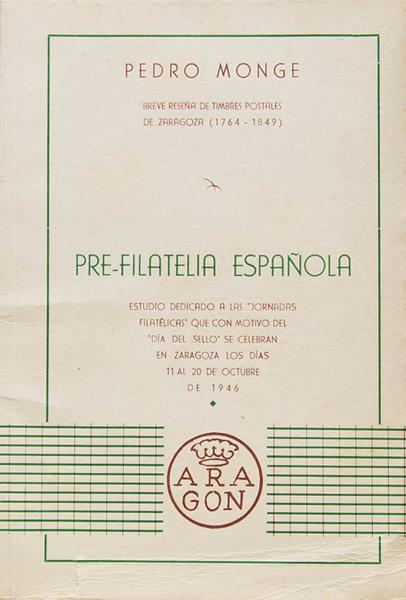 PEDRO MONGE
BREVE RESEÑA DE TIMBRES POSTALES
DE ZARAGOZA (1764 - 1849)
PRE-FILATELIA ESPAÑOLA
ESTUDIO DEDICADO A LAS "JORNADAS
FILATÉLICAS" QUE CON MOTIVO DEL
"DÍA DEL SELLO" SE CELEBRAN
EN ZARAGOZA LOS DÍAS
11 AL 20 DE OCTUBRE
DE 1946
ARA
GON